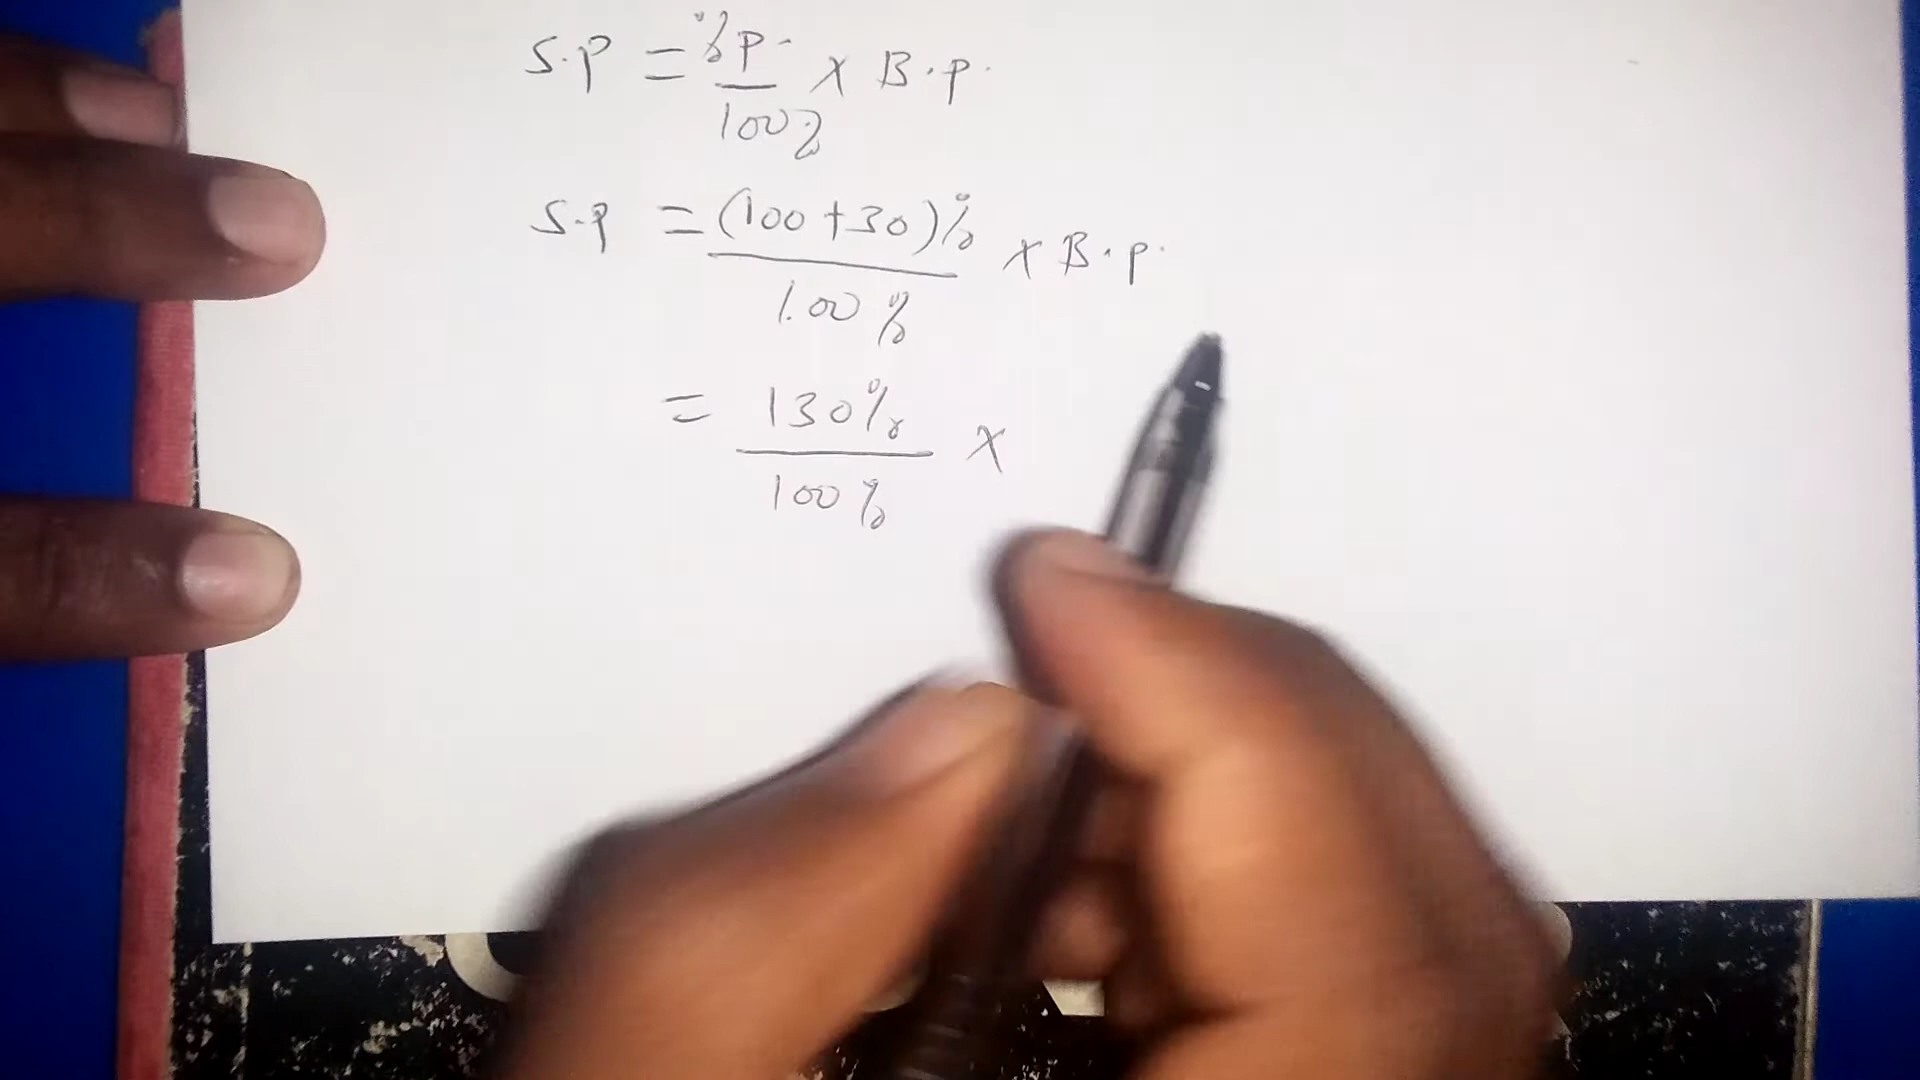 S.P = %P. / 100% × B.P.
S.P = (100+30)% / 100% × B.P.
= 130% / 100% ×